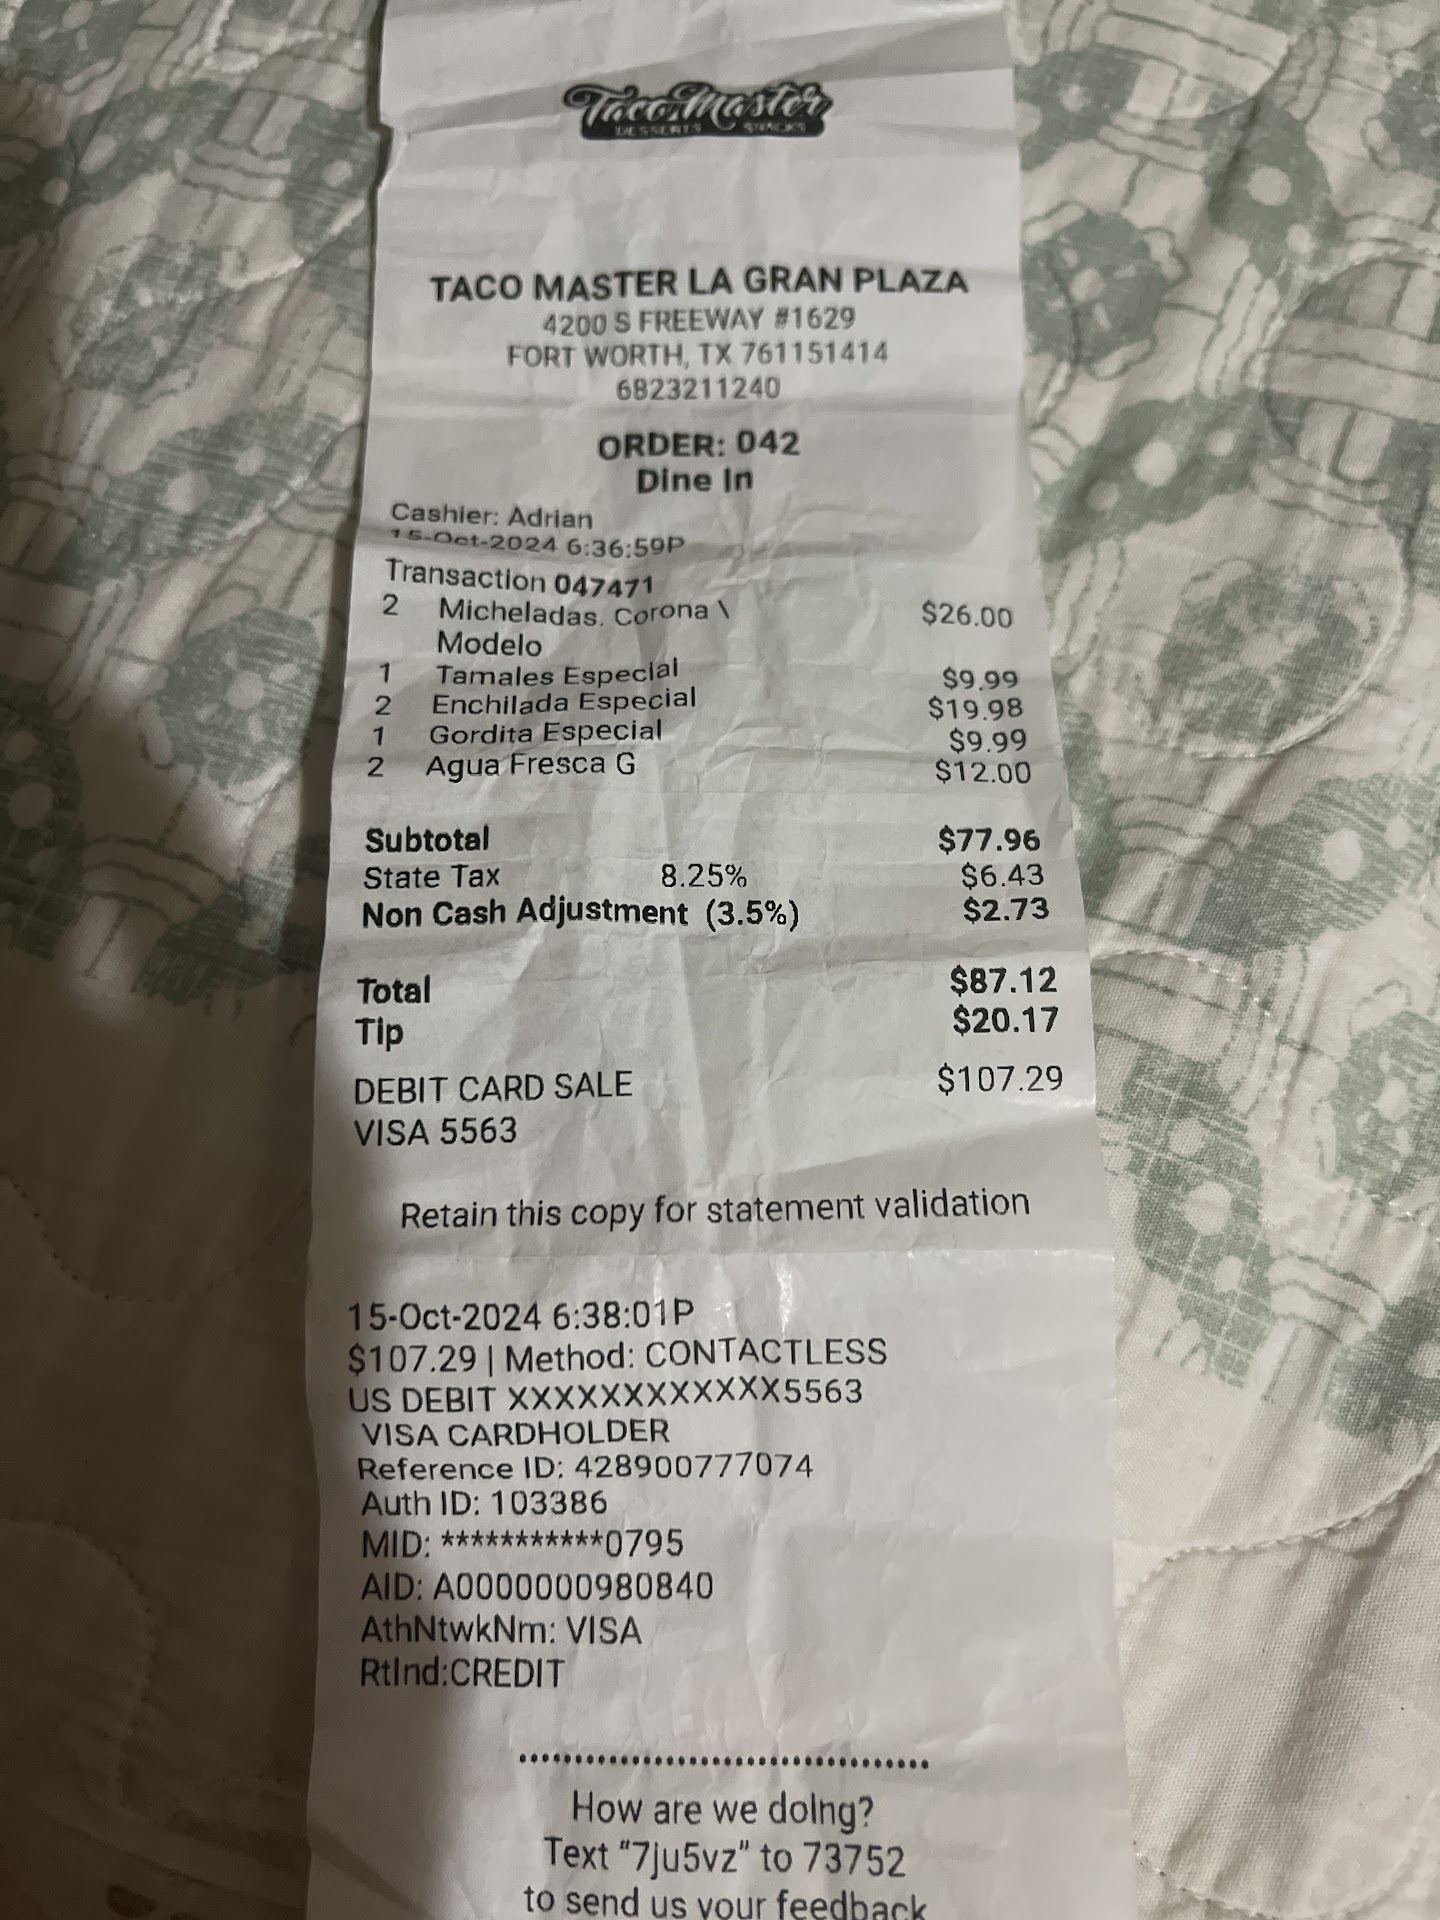 Taco Master
DESSERTS SNACKS
TACO MASTER LA GRAN PLAZA
4200 S FREEWAY #1629
FORT WORTH, TX 761151414
6823211240
ORDER: 042
Dine In
Cashier: Adrian
15-Oct-2024 6:36:59P
Transaction 047471
2 Micheladas. Corona \ $26.00
Modelo
1 Tamales Especial $9.99
2 Enchilada Especial $19.98
1 Gordita Especial $9.99
2 Agua Fresca G $12.00
Subtotal $77.96
State Tax 8.25% $6.43
Non Cash Adjustment (3.5%) $2.73
Total $87.12
Tip $20.17
DEBIT CARD SALE $107.29
VISA 5563
Retain this copy for statement validation
15-Oct-2024 6:38:01P
$107.29 | Method: CONTACTLESS
US DEBIT XXXXXXXXXXXX5563
VISA CARDHOLDER
Reference ID: 428900777074
Auth ID: 103386
MID: ***********0795
AID: A0000000980840
AthNtwkNm: VISA
RtInd:CREDIT
How are we doing?
Text "7ju5vz" to 73752
to send us your feedback